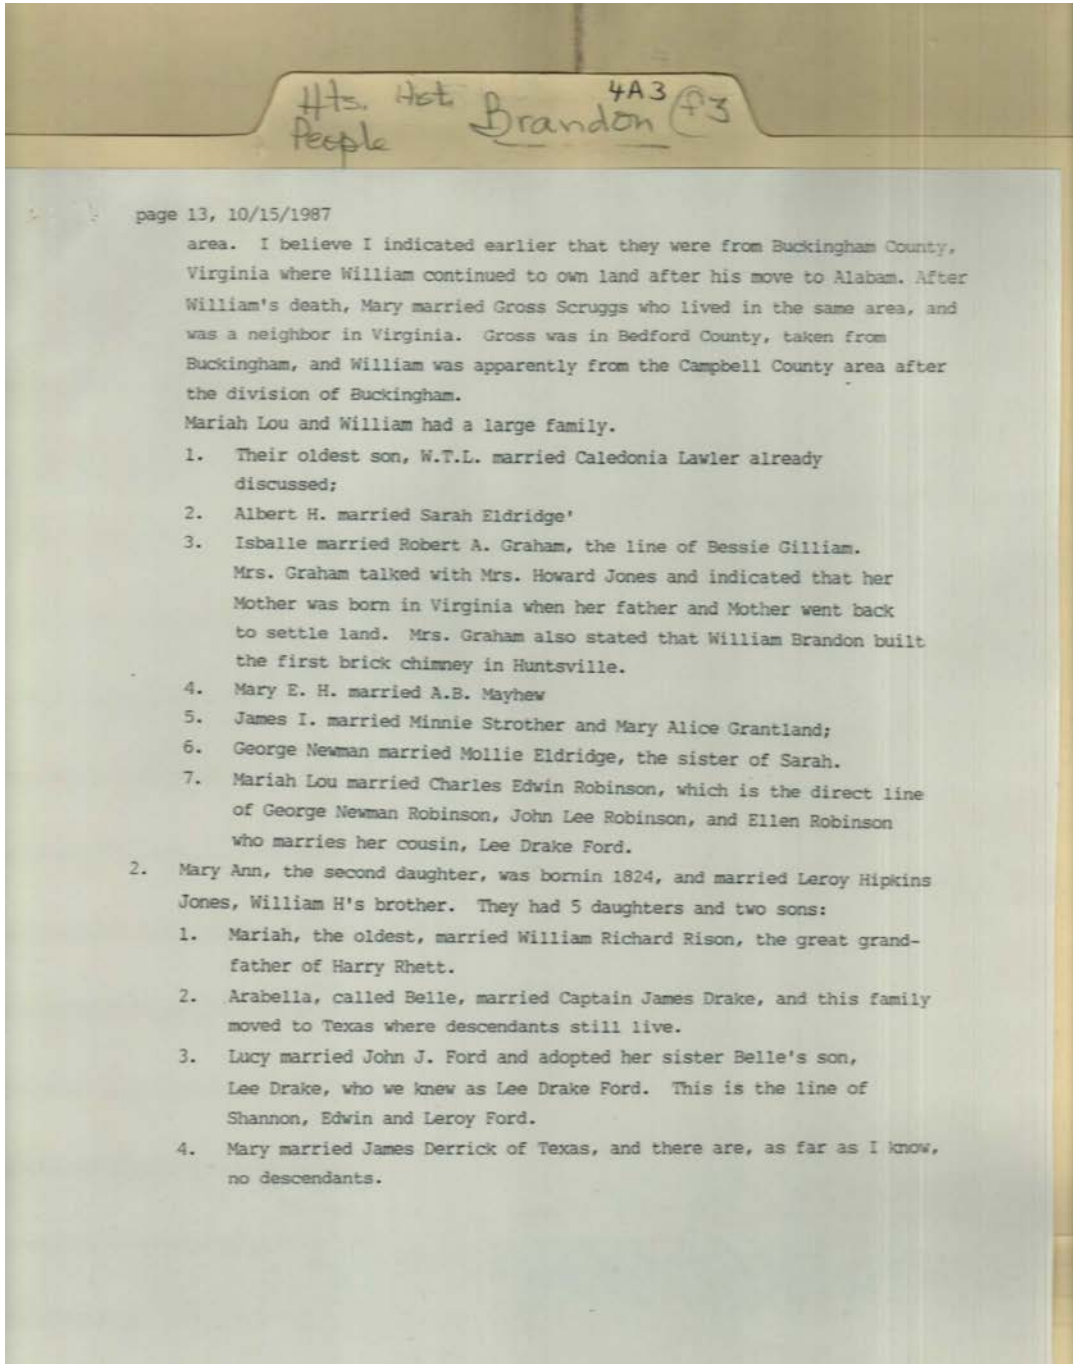 4A3
Hts. Hst. Brandon f3
People
page 13, 10/15/1987
area. I believe I indicated earlier that they were from Buckingham County,
Virginia where William continued to own land after his move to Alabam. After
William's death, Mary married Gross Scruggs who lived in the same area, and
was a neighbor in Virginia. Gross was in Bedford County, taken from
Buckingham, and William was apparently from the Campbell County area after
the division of Buckingham.
Mariah Lou and William had a large family.
1. Their oldest son, W.T.L. married Caledonia Lawler already
discussed;
2. Albert H. married Sarah Eldridge'
3. Isballe married Robert A. Graham, the line of Bessie Gilliam.
Mrs. Graham talked with Mrs. Howard Jones and indicated that her
Mother was born in Virginia when her father and Mother went back
to settle land. Mrs. Graham also stated that William Brandon built
the first brick chimney in Huntsville.
4. Mary E. H. married A.B. Mayhew
5. James I. married Minnie Strother and Mary Alice Grantland;
6. George Newman married Mollie Eldridge, the sister of Sarah.
7. Mariah Lou married Charles Edwin Robinson, which is the direct line
of George Newman Robinson, John Lee Robinson, and Ellen Robinson
who marries her cousin, Lee Drake Ford.
2. Mary Ann, the second daughter, was bornin 1824, and married Leroy Hipkins
Jones, William H's brother. They had 5 daughters and two sons:
1. Mariah, the oldest, married William Richard Rison, the great grand-
father of Harry Rhett.
2. Arabella, called Belle, married Captain James Drake, and this family
moved to Texas where descendants still live.
3. Lucy married John J. Ford and adopted her sister Belle's son,
Lee Drake, who we knew as Lee Drake Ford. This is the line of
Shannon, Edwin and Leroy Ford.
4. Mary married James Derrick of Texas, and there are, as far as I know,
no descendants.